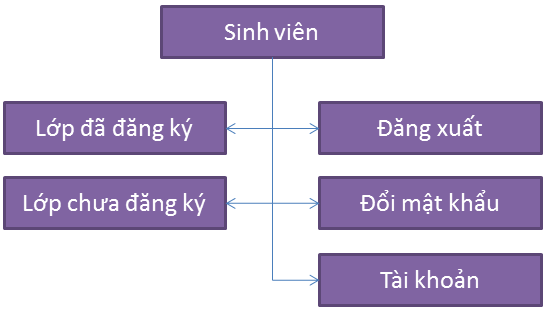 Sinh viên
Lớp đã đăng ký
Đăng xuất
Lớp chưa đăng ký
Đổi mật khẩu
Tài khoản